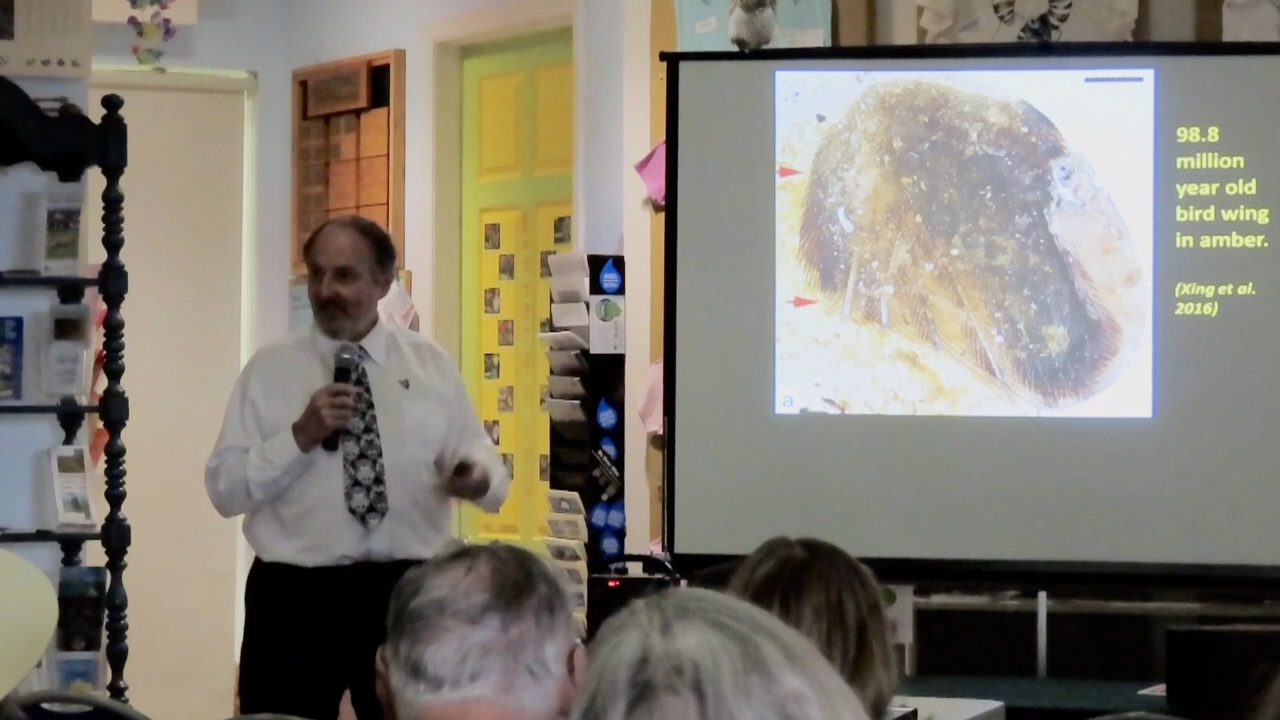 98.8
million
year old
bird wing
in amber.
(Xing et al.
2016)
a